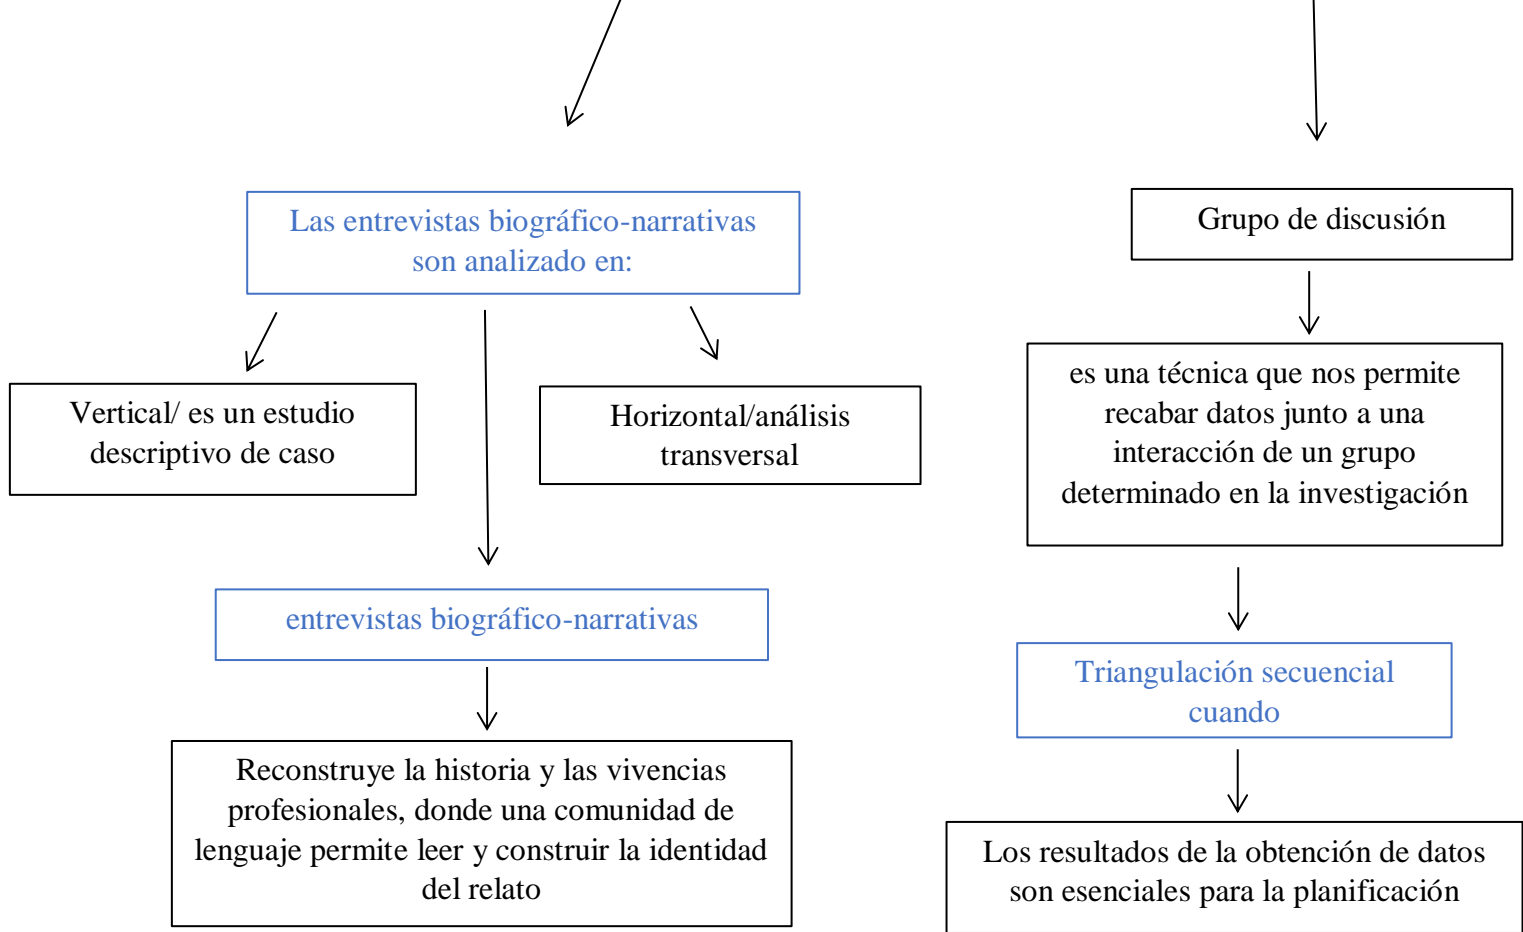 Las entrevistas biográfico-narrativas
son analizado en:
Vertical/ es un estudio
descriptivo de caso
Horizontal/análisis
transversal
entrevistas biográfico-narrativas
Reconstruye la historia y las vivencias
profesionales, donde una comunidad de
lenguaje permite leer y construir la identidad
del relato
Grupo de discusión
es una técnica que nos permite
recabar datos junto a una
interacción de un grupo
determinado en la investigación
Triangulación secuencial
cuando
Los resultados de la obtención de datos
son esenciales para la planificación